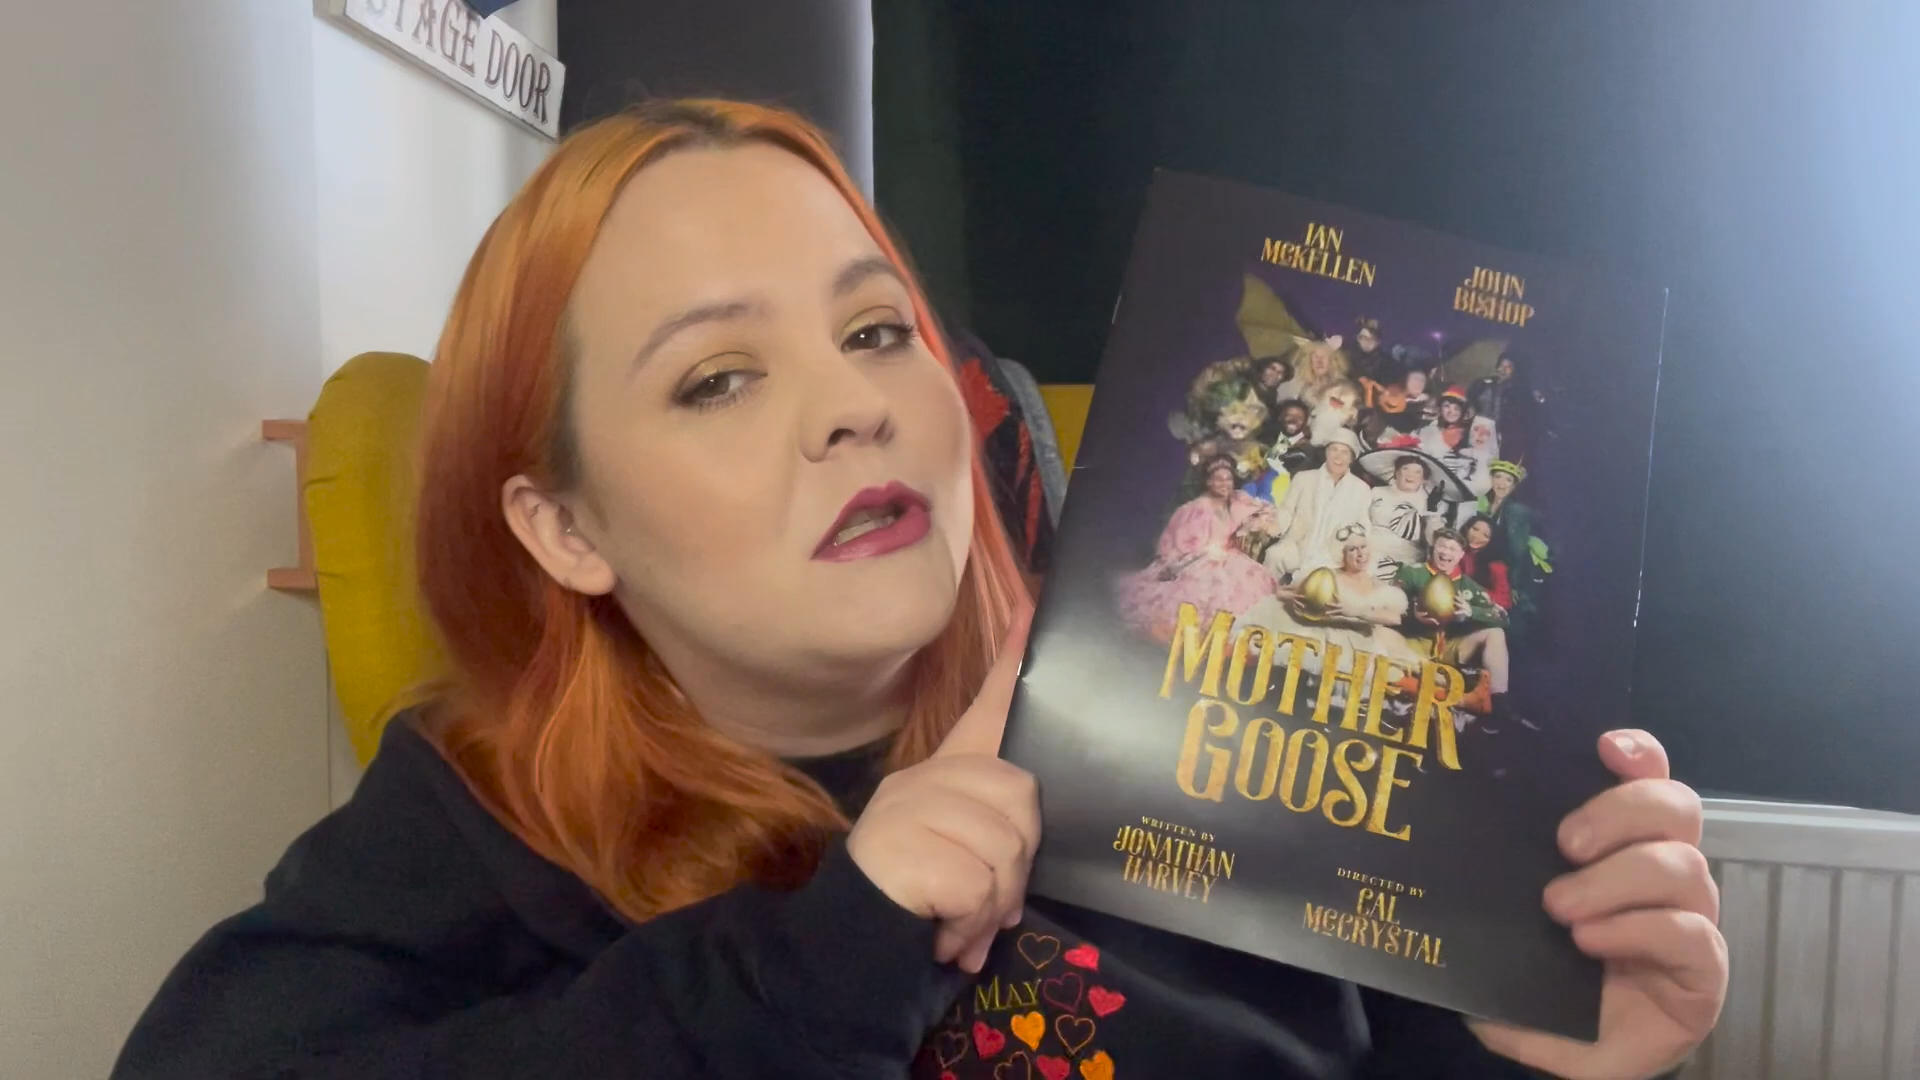 STAGE DOOR
IAN
McKELLEN
JOHN
BISHOP
MOTHER
GOOSE
WRITTEN BY
JONATHAN
HARVEY
DIRECTED BY
CAL
McCRYSTAL
MAY